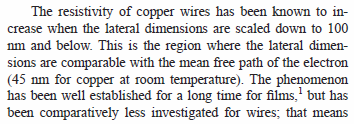 The resistivity of copper wires has been known to in-
crease when the lateral dimensions are scaled down to 100
nm and below. This is the region where the lateral dimen-
sions are comparable with the mean free path of the electron
(45 nm for copper at room temperature). The phenomenon
has been well established for a long time for films,¹ but has
been comparatively less investigated for wires; that means